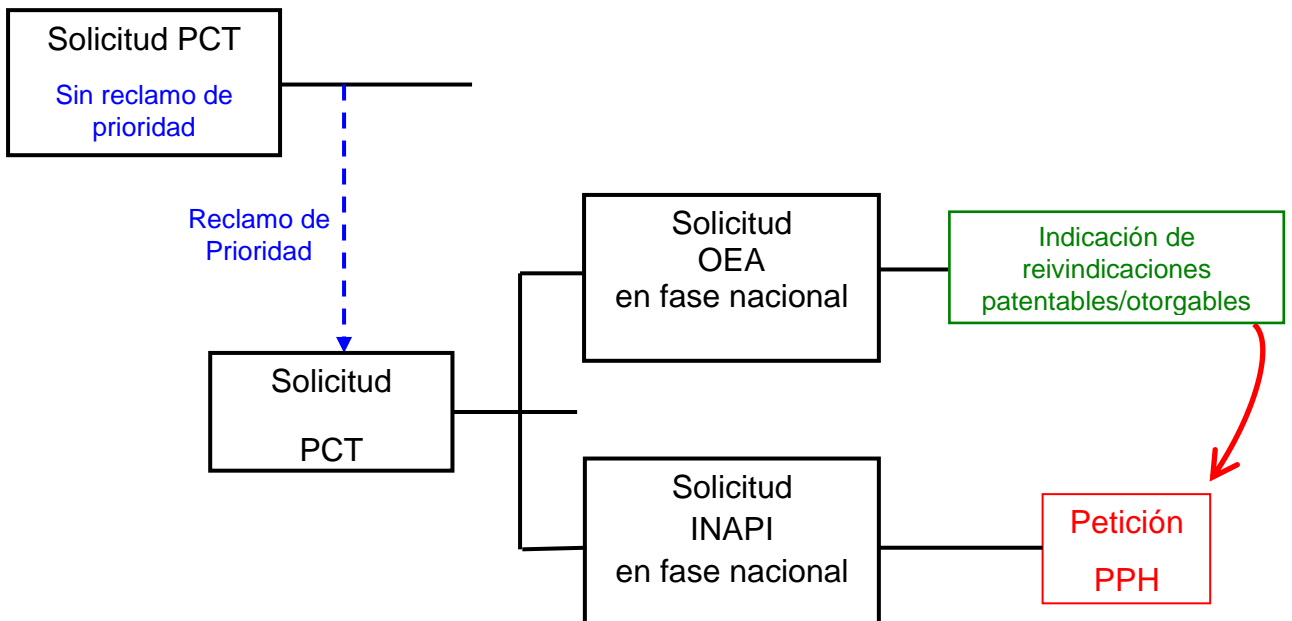 Solicitud PCT
Sin reclamo de
prioridad
Reclamo de
Prioridad
Solicitud
PCT
Solicitud
OEA
en fase nacional
Indicación de
reivindicaciones
patentables/otorgables
Solicitud
INAPI
en fase nacional
Petición
PPH